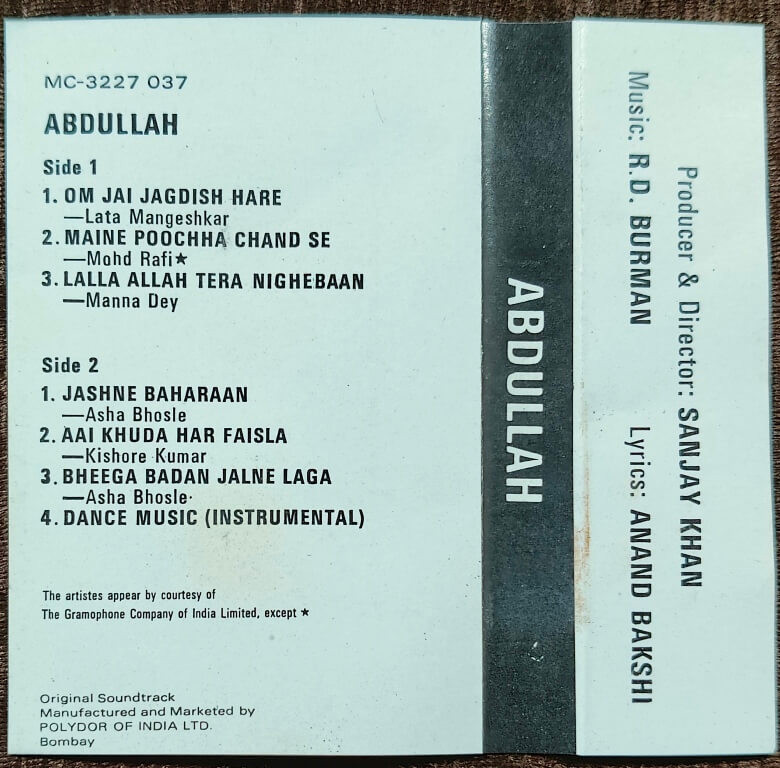 MC-3227 037
ABDULLAH
Side 1
1. OM JAI JAGDISH HARE
—Lata Mangeshkar
2. MAINE POOCHHA CHAND SE
—Mohd Rafi★
3. LALLA ALLAH TERA NIGHEBAAN
—Manna Dey
Side 2
1. JASHNE BAHARAAN
—Asha Bhosle
2. AAI KHUDA HAR FAISLA
—Kishore Kumar
3. BHEEGA BADAN JALNE LAGA
—Asha Bhosle
4. DANCE MUSIC (INSTRUMENTAL)
The artistes appear by courtesy of
The Gramophone Company of India Limited, except ★
Original Soundtrack
Manufactured and Marketed by
POLYDOR OF INDIA LTD.
Bombay
ABDULLAH
Producer & Director: SANJAY KHAN
Music: R.D. BURMAN Lyrics: ANAND BAKSHI